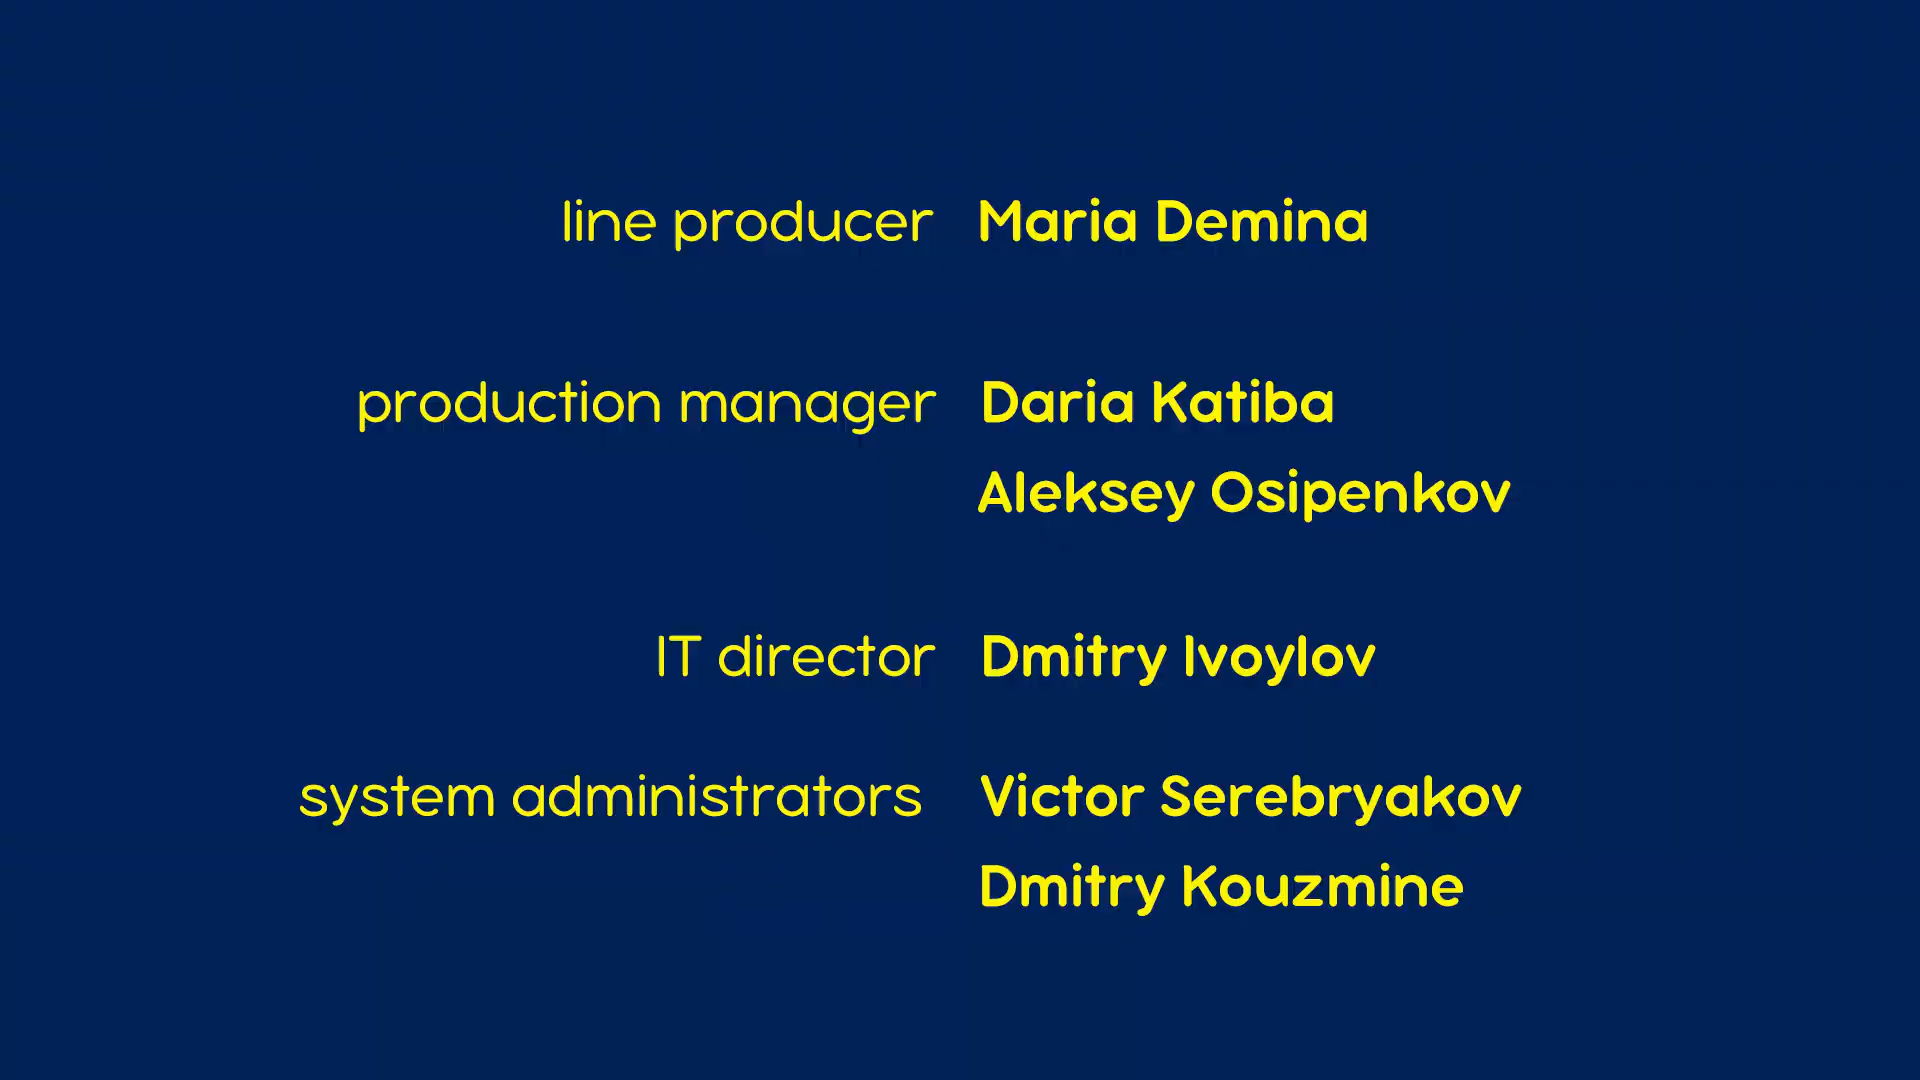 line producer Maria Demina
production manager Daria Katiba
Aleksey Osipenkov
IT director Dmitry Ivoylov
system administrators Victor Serebryakov
Dmitry Kouzmine